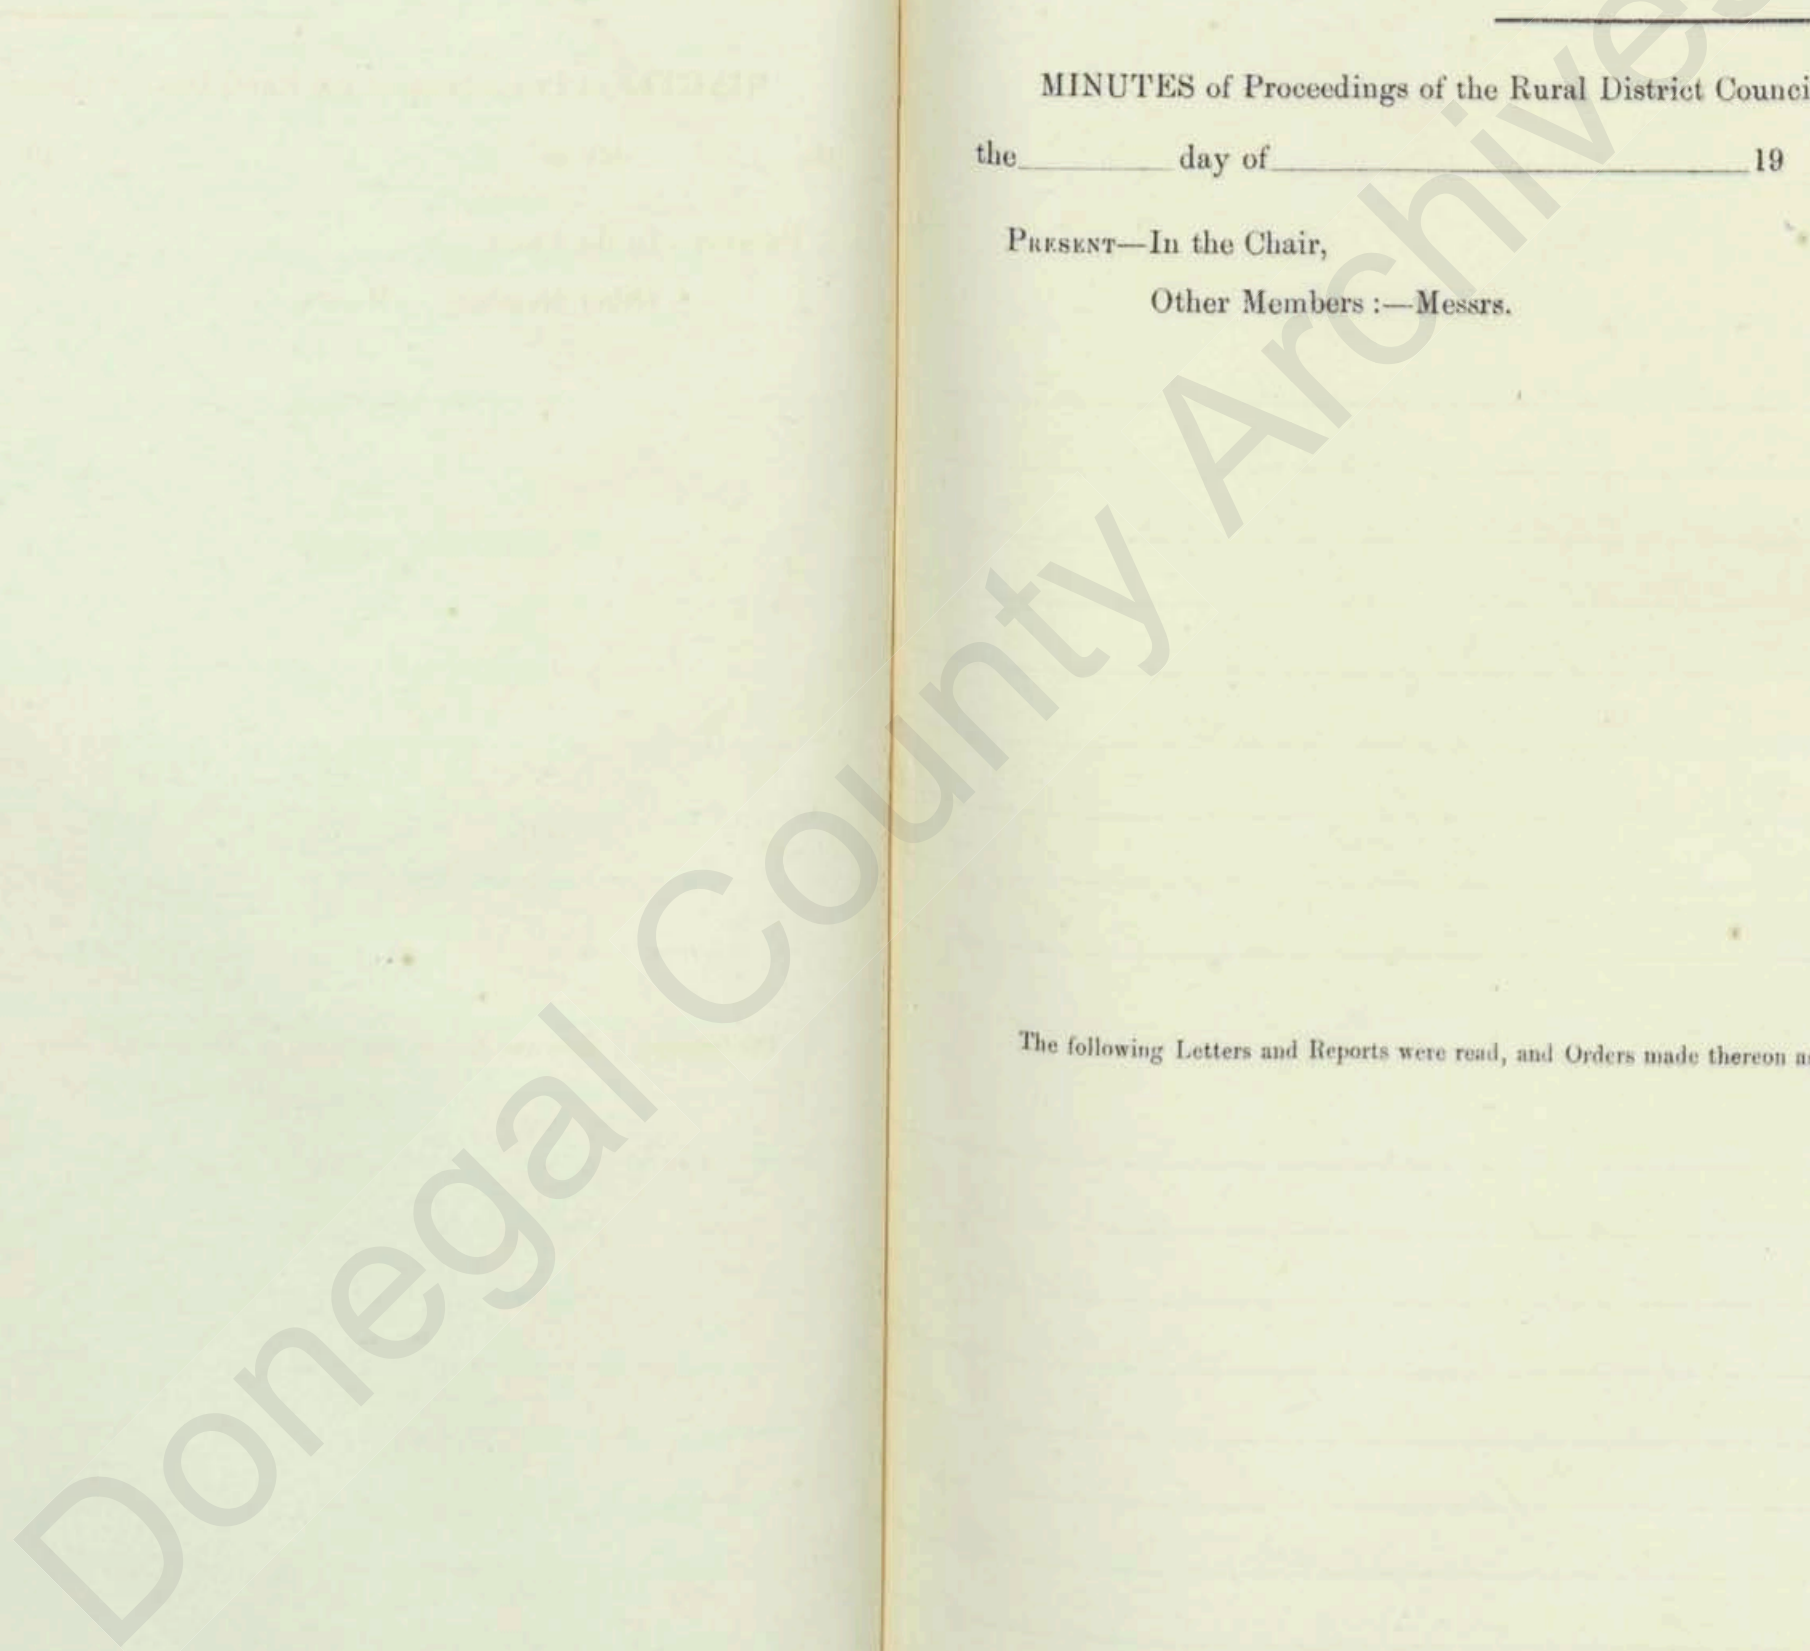 MINUTES of Proceedings of the Rural District Counci
the day of 19
PRESENT—In the Chair,
Other Members :—Messrs.
The following Letters and Reports were read, and Orders made thereon as
Donegal County Archives